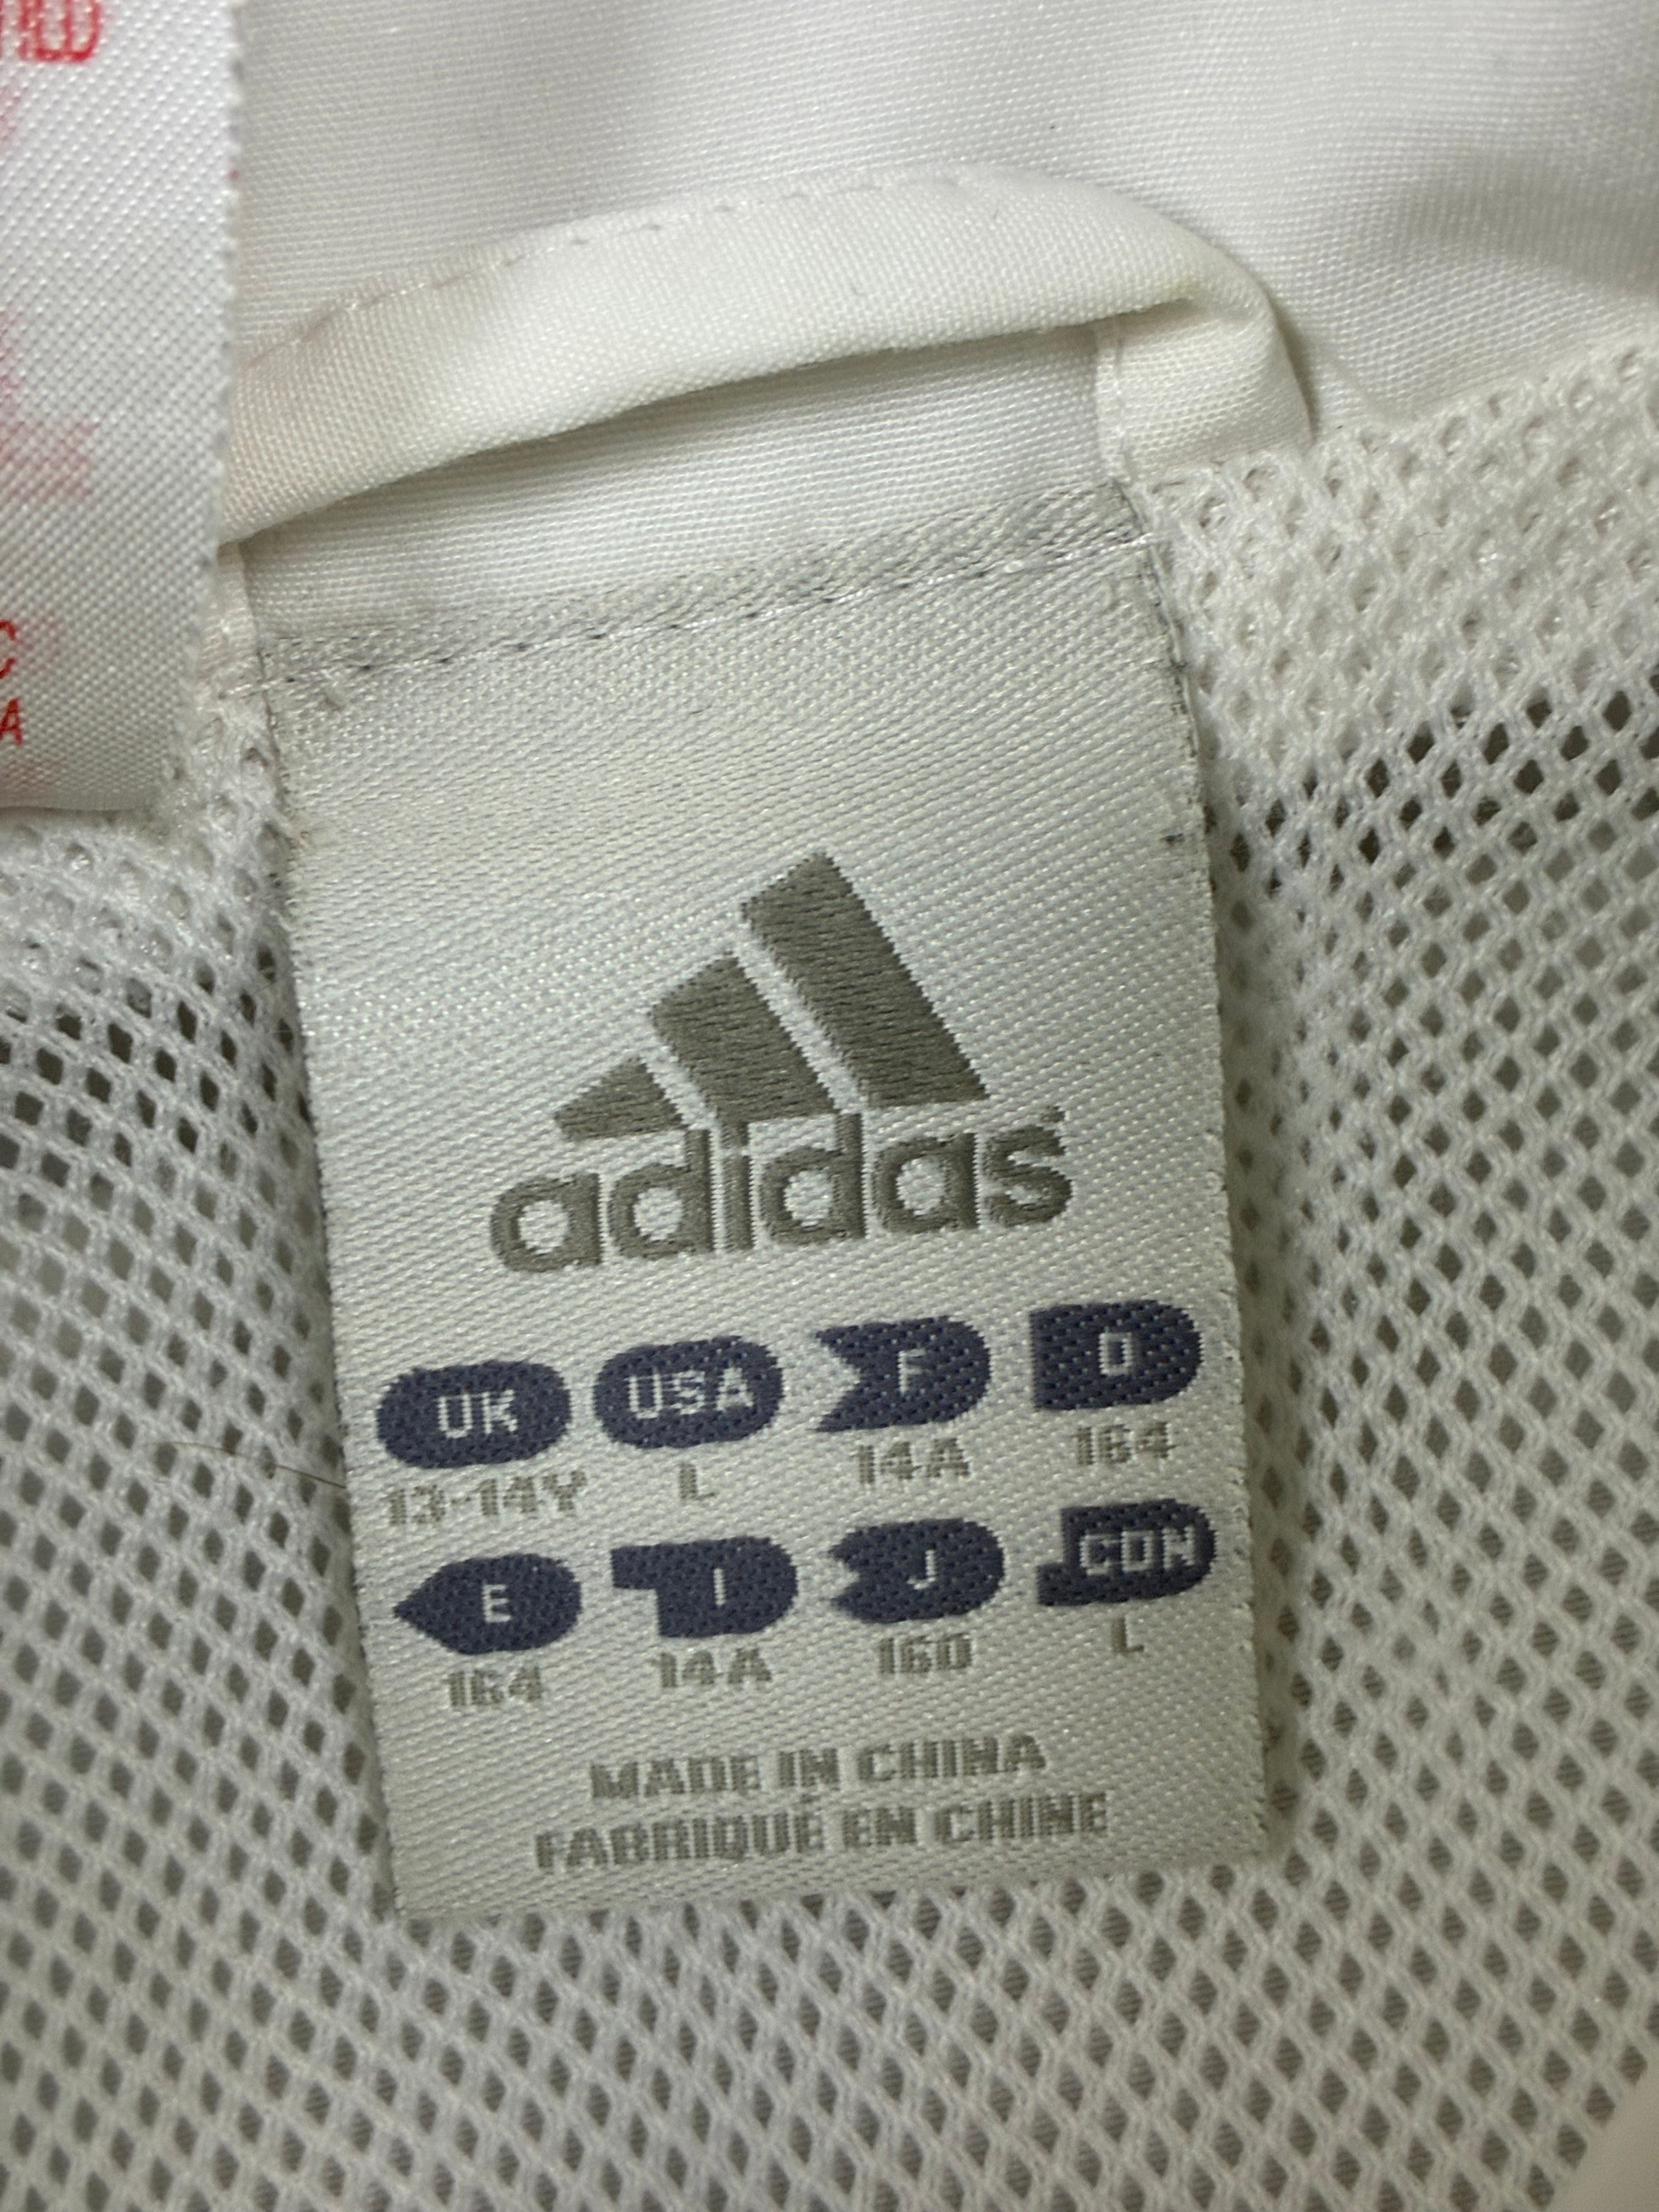 adidas
UK USA F D
13-14Y L 14A 164
E I J CDN
164 14A 160 L
MADE IN CHINA
FABRIQUÉ EN CHINE
C
A